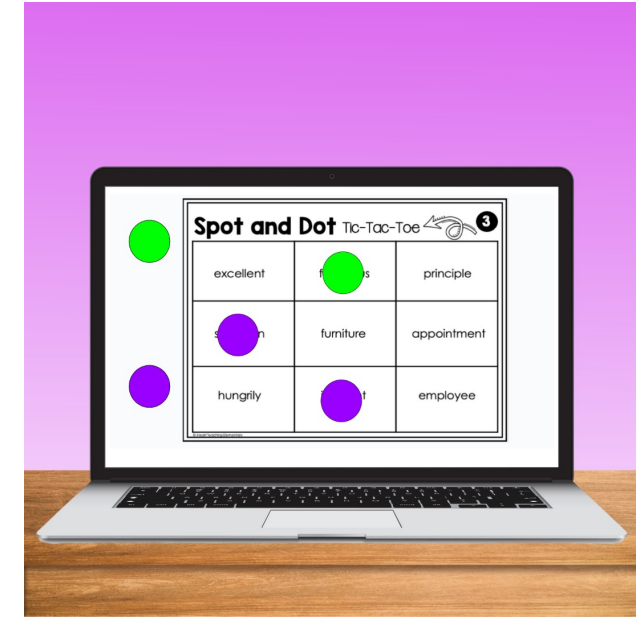 Spot and Dot Tic-Tac-Toe 3
excellent principle
furniture appointment
hungrily employee